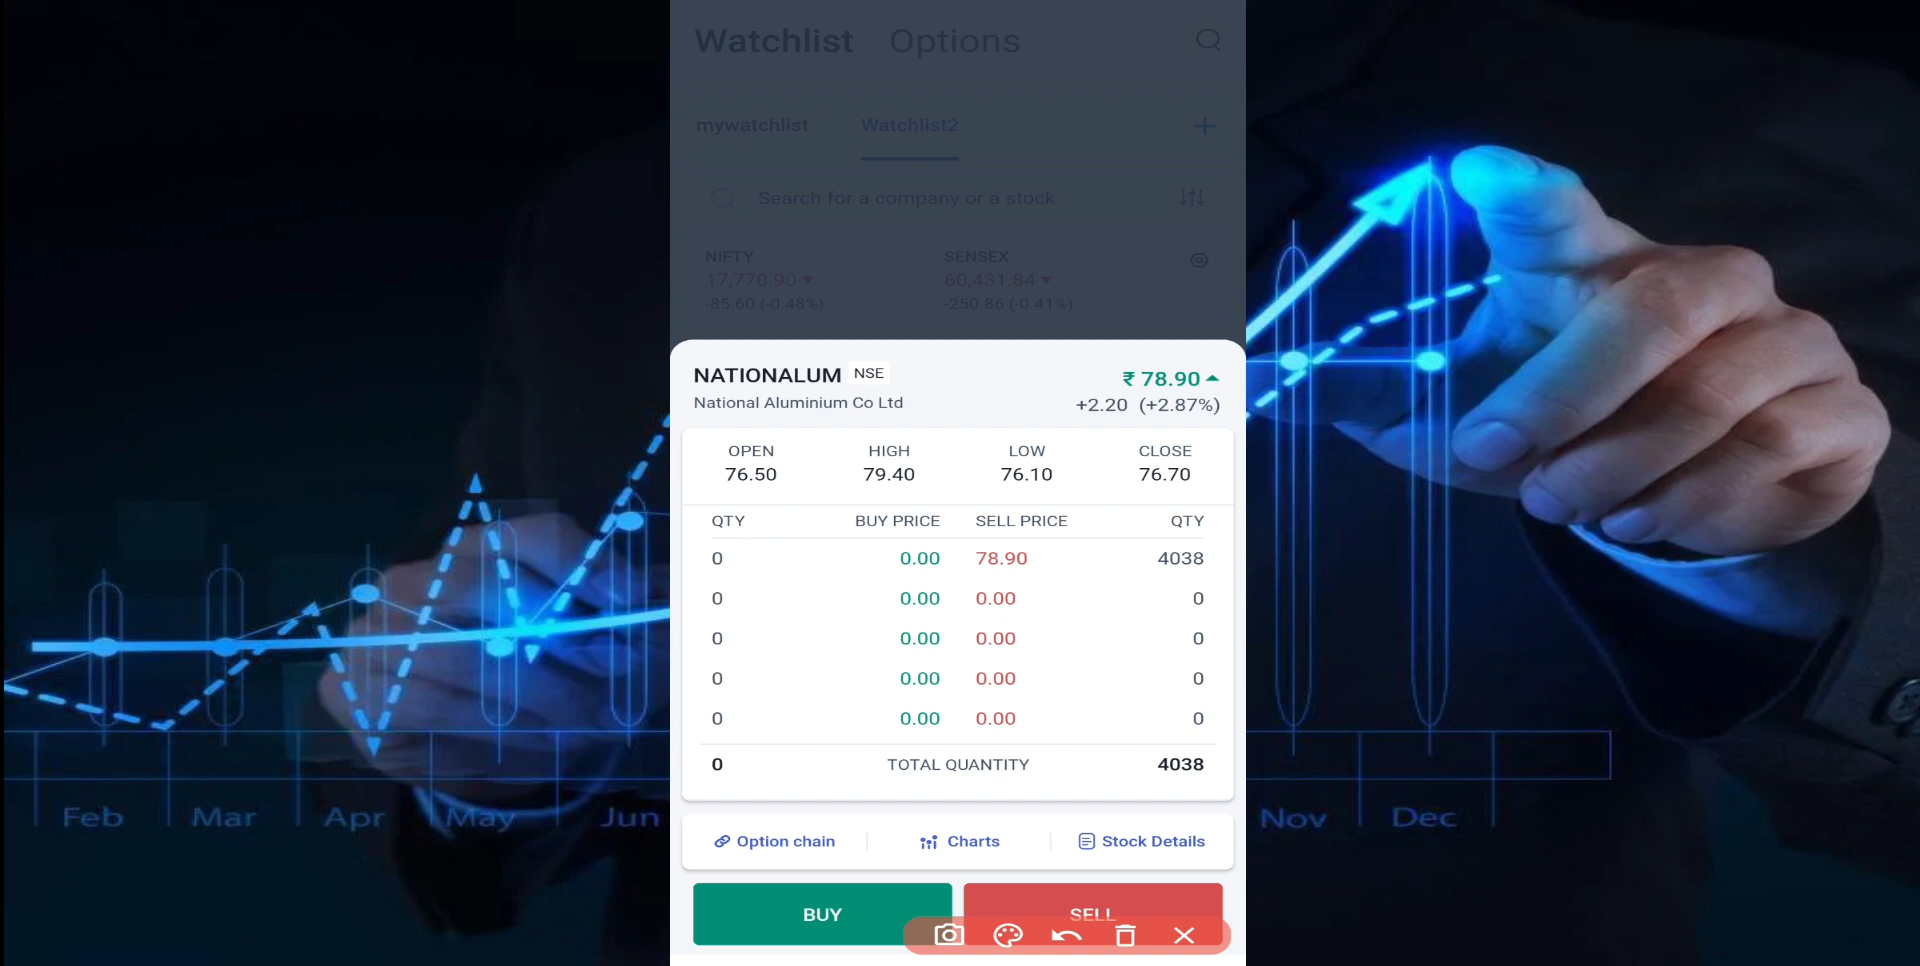 Watchlist Options
mywatchlist Watchlist2
Search for a company or a stock
NIFTY SENSEX
17,770.90 60,431.84
-85.60 (-0.48%) -250.86 (-0.41%)
NATIONALUM NSE ₹ 78.90
National Aluminium Co Ltd +2.20 (+2.87%)
OPEN HIGH LOW CLOSE
76.50 79.40 76.10 76.70
QTY BUY PRICE SELL PRICE QTY
0 0.00 78.90 4038
0 0.00 0.00 0
0 0.00 0.00 0
0 0.00 0.00 0
0 0.00 0.00 0
0 TOTAL QUANTITY 4038
Option chain Charts Stock Details
BUY SELL
Feb Mar Apr May Jun Nov Dec